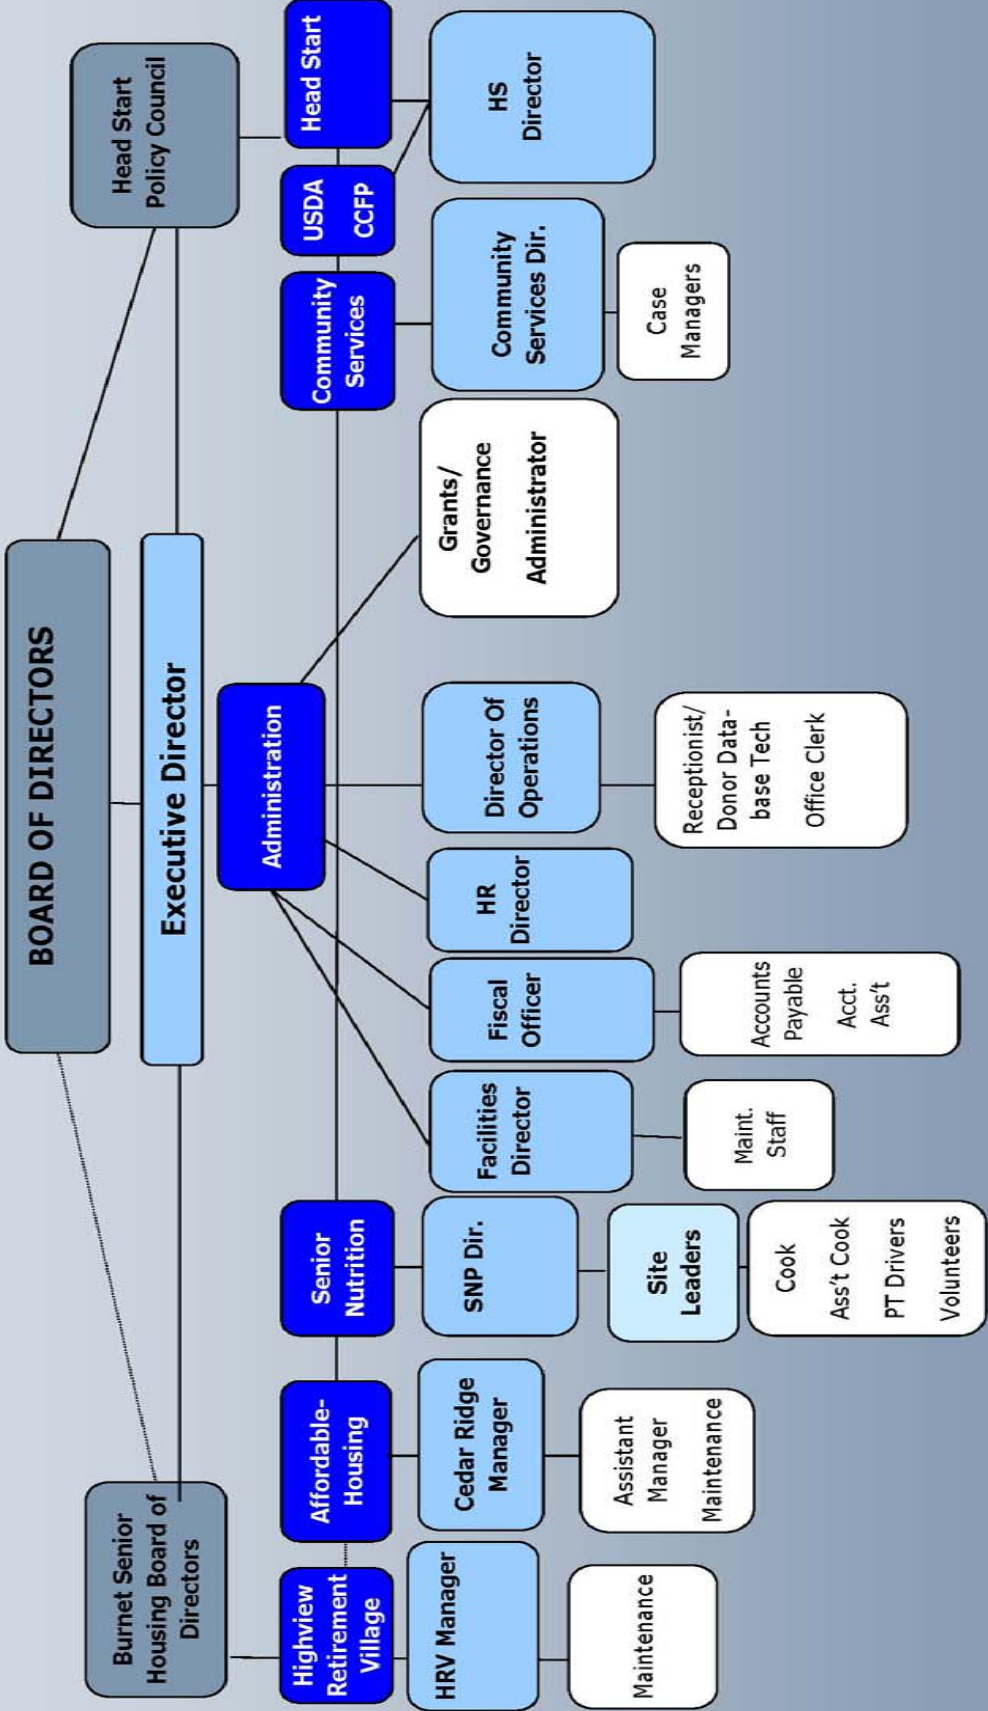 BOARD OF DIRECTORS
Burnet Senior
Housing Board of
Directors
Executive Director
Head Start
Policy Council
Highview
Retirement
Village
Affordable-
Housing
Senior
Nutrition
Administration
Community
Services
USDA
CCFP
Head Start
HRV Manager
Cedar Ridge
Manager
SNP Dir.
Facilities
Director
Fiscal
Officer
HR
Director
Director Of
Operations
Grants/
Governance
Administrator
Community
Services Dir.
HS
Director
Maintenance
Assistant
Manager
Maintenance
Site
Leaders
Cook
Ass't Cook
PT Drivers
Volunteers
Maint.
Staff
Accounts
Payable
Acct.
Ass't
Receptionist/
Donor Data-
base Tech
Office Clerk
Case
Managers